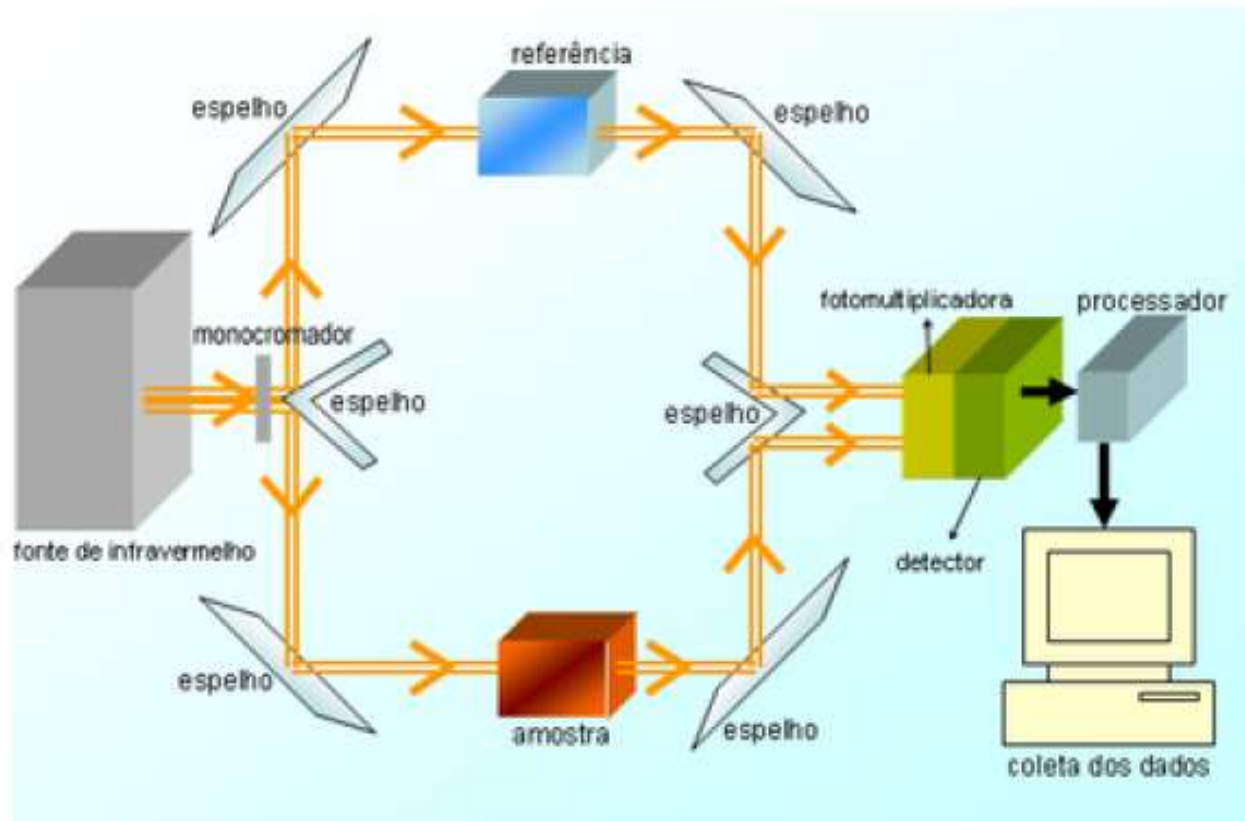 referência
espelho
espelho
fotomultiplicadora
processador
monocromador
espelho
espelho
fonte de infravermelho
detector
espelho
amostra
espelho
coleta dos dados